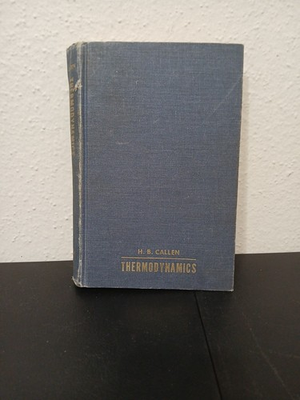 H. B. CALLEN
THERMODYNAMICS